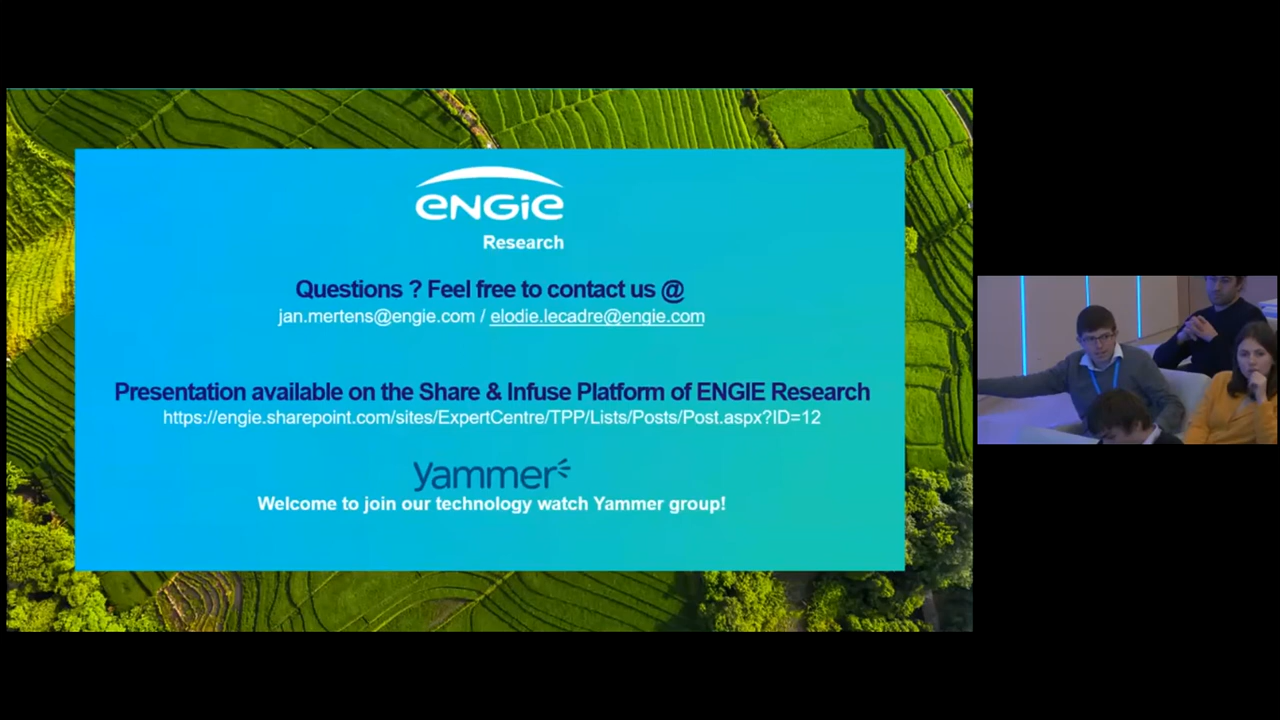 ENGIE
Research
Questions ? Feel free to contact us @
jan.mertens@engie.com / elodie.lecadre@engie.com
Presentation available on the Share & Infuse Platform of ENGIE Research
https://engie.sharepoint.com/sites/ExpertCentre/TPP/Lists/Posts/Post.aspx?ID=12
yammer
Welcome to join our technology watch Yammer group!